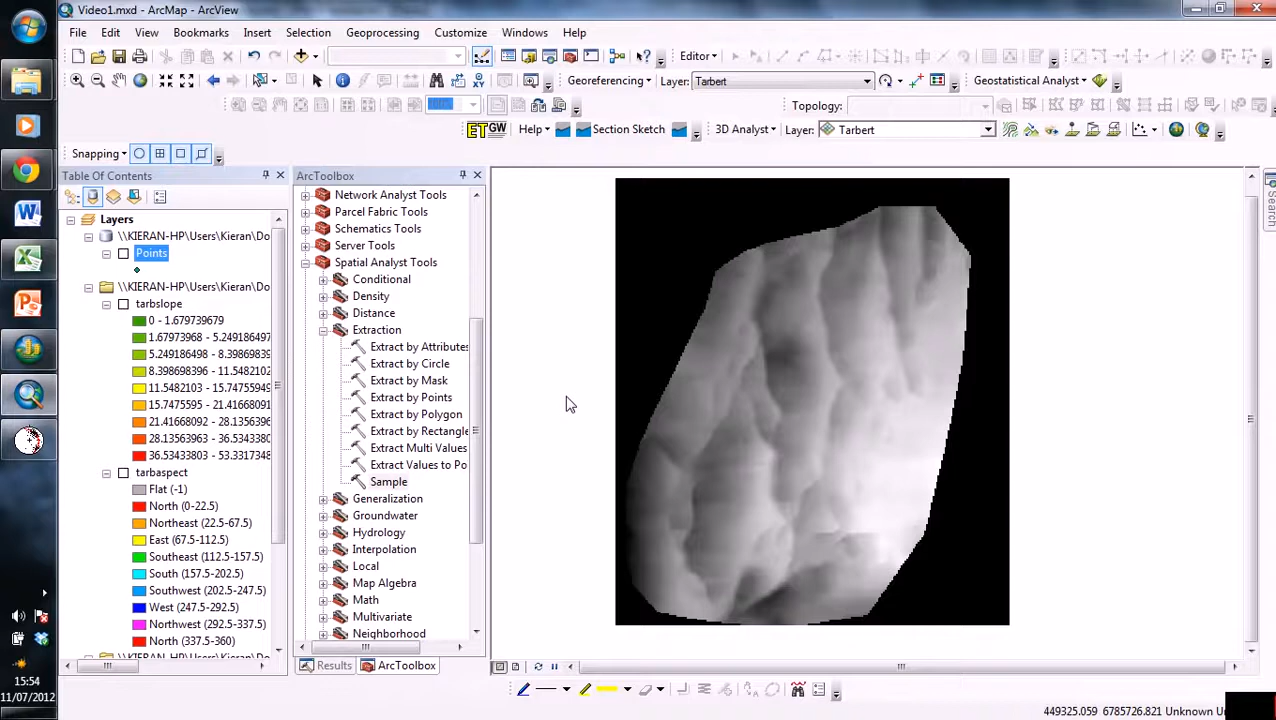 Video1.mxd - ArcMap - ArcView
File Edit View Bookmarks Insert Selection Geoprocessing Customize Windows Help
Editor
Georeferencing Layer: Tarbert Geostatistical Analyst
Topology:
ET GW Help Section Sketch 3D Analyst Layer: Tarbert
Snapping
Table Of Contents
Layers
\\KIERAN-HP\Users\Kieran\Do
Points
\\KIERAN-HP\Users\Kieran\Do
tarbslope
0 - 1.679739679
1.67973968 - 5.249186497
5.249186498 - 8.39869839
8.398698391 - 11.5482102
11.5482103 - 15.7477595
15.7475595 - 21.41668091
21.41668092 - 28.1356396
28.13563963 - 36.5343380
36.53433803 - 53.3317348
tarbaspect
Flat (-1)
North (0-22.5)
Northeast (22.5-67.5)
East (67.5-112.5)
Southeast (112.5-157.5)
South (157.5-202.5)
Southwest (202.5-247.5)
West (247.5-292.5)
Northwest (292.5-337.5)
North (337.5-360)
ArcToolbox
Network Analyst Tools
Parcel Fabric Tools
Schematics Tools
Server Tools
Spatial Analyst Tools
Conditional
Density
Distance
Extraction
Extract by Attributes
Extract by Circle
Extract by Mask
Extract by Points
Extract by Polygon
Extract by Rectangle
Extract Multi Values
Extract Values to Po
Sample
Generalization
Groundwater
Hydrology
Interpolation
Local
Map Algebra
Math
Multivariate
Neighborhood
Results ArcToolbox
Search
15:54
11/07/2012
449325.059 6785726.821 Unknown Un